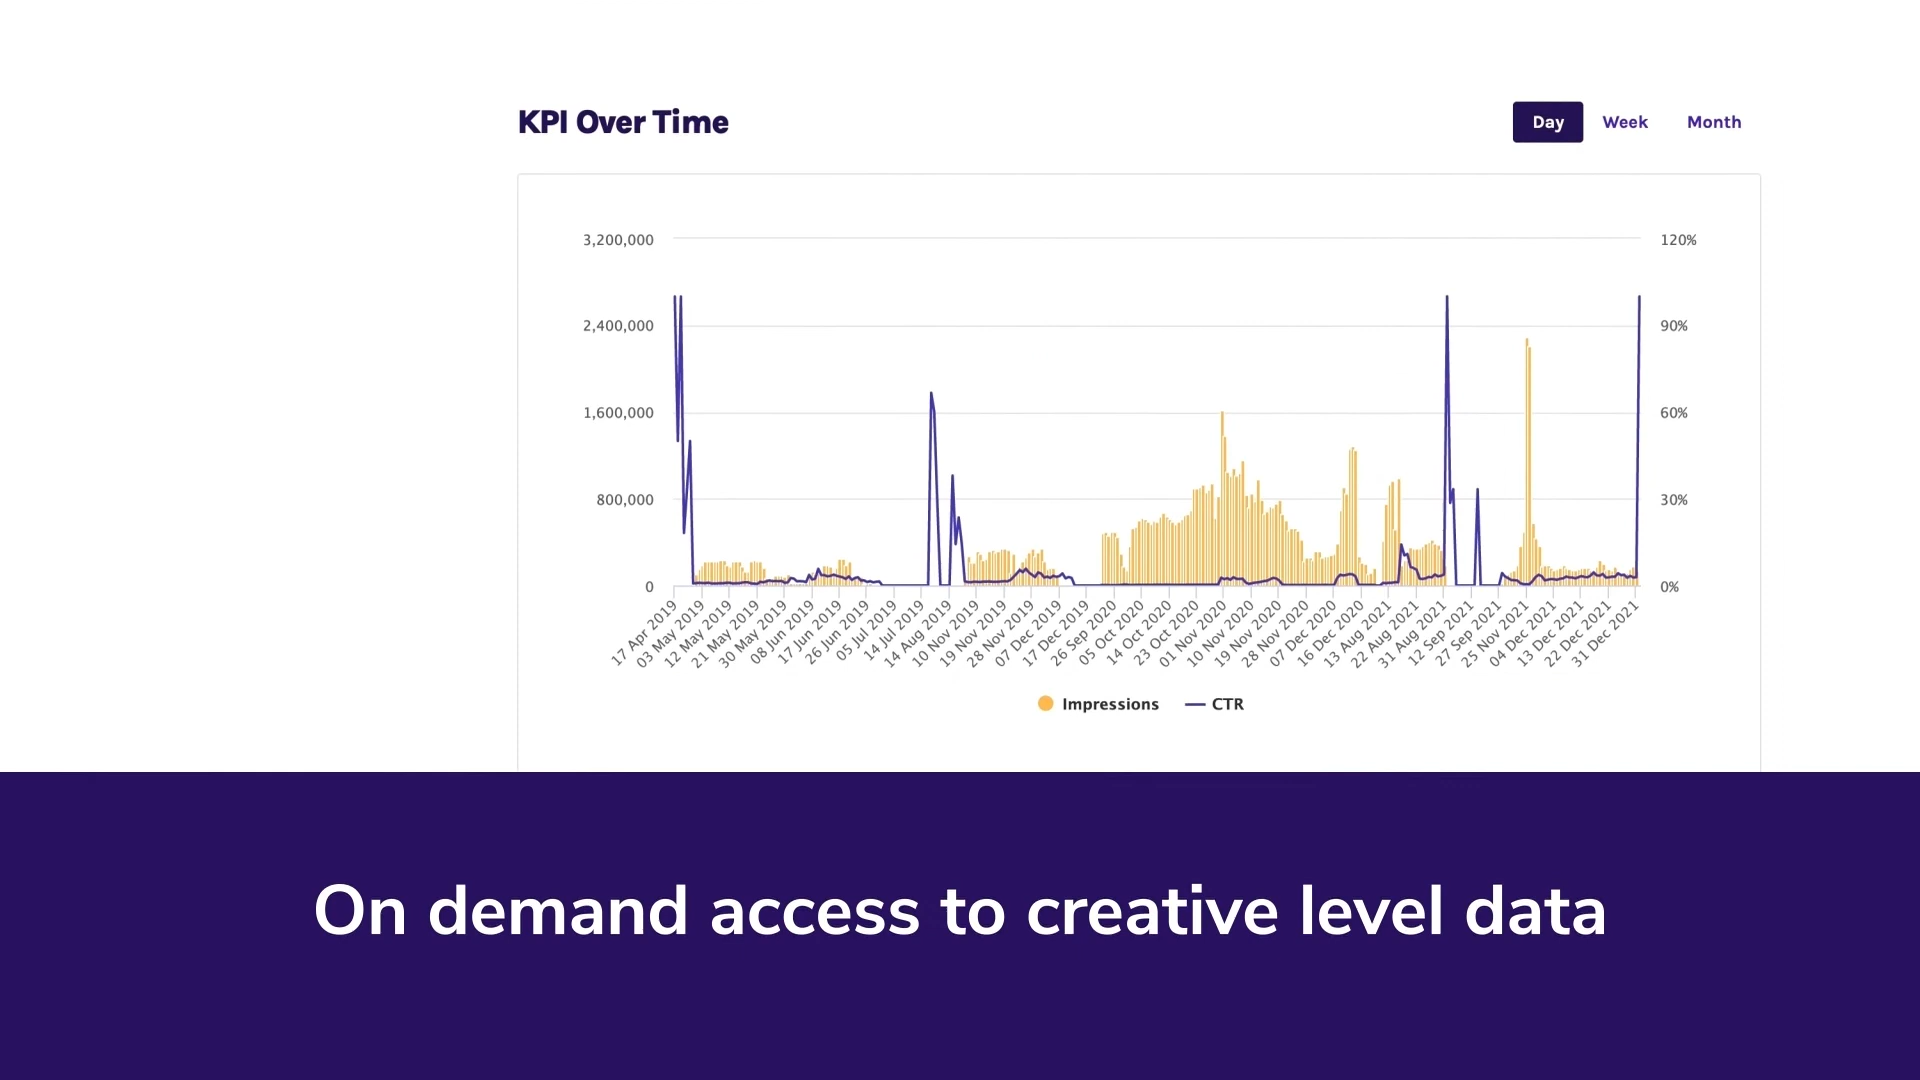 KPI Over Time
Day Week Month
3,200,000 120%
2,400,000 90%
1,600,000 60%
800,000 30%
0 0%
17 Apr 2019
03 May 2019
12 May 2019
21 May 2019
30 May 2019
08 Jun 2019
17 Jun 2019
26 Jun 2019
05 Jul 2019
14 Jul 2019
14 Aug 2019
10 Nov 2019
19 Nov 2019
28 Nov 2019
07 Dec 2019
17 Dec 2019
26 Sep 2020
05 Oct 2020
14 Oct 2020
23 Oct 2020
01 Nov 2020
10 Nov 2020
19 Nov 2020
28 Nov 2020
07 Dec 2020
16 Dec 2020
13 Aug 2021
22 Aug 2021
31 Aug 2021
12 Sep 2021
27 Sep 2021
25 Nov 2021
04 Dec 2021
13 Dec 2021
22 Dec 2021
31 Dec 2021
Impressions CTR
On demand access to creative level data